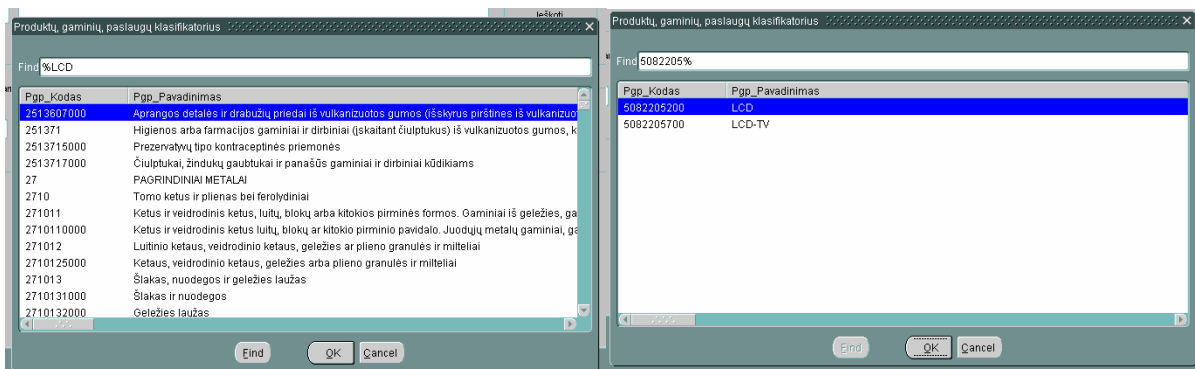 Ieškoti
Produktų, gaminių, paslaugų klasifikatorius
Find %LCD
Pgp_Kodas Pgp_Pavadinimas
2513607000 Aprangos detalės ir drabužių priedai iš vulkanizuotos gumos (išskyrus pirštines iš vulkanizuo
251371 Higienos arba farmacijos gaminiai ir dirbiniai (įskaitant čiulptukus) iš vulkanizuotos gumos, k
2513715000 Prezervatyvų tipo kontraceptinės priemonės
2513717000 Čiulptukai, žindukų gaubtukai ir panašūs gaminiai ir dirbiniai kūdikiams
27 PAGRINDINIAI METALAI
2710 Tomo ketus ir plienas bei ferolydiniai
271011 Ketus ir veidrodinis ketus, luitų, blokų arba kitokios pirminės formos. Gaminiai iš geležies, ga
2710110000 Ketus ir veidrodinis ketus luitų, blokų ar kitokio pirminio pavidalo. Juodųjų metalų gaminiai, ga
271012 Luitinio ketaus, veidrodinio ketaus, geležies ar plieno granulės ir milteliai
2710125000 Ketaus, veidrodinio ketaus, geležies arba plieno granulės ir milteliai
271013 Šlakas, nuodegos ir geležies laužas
2710131000 Šlakas ir nuodegos
2710132000 Geležies laužas
Find OK Cancel
Produktų, gaminių, paslaugų klasifikatorius
Find 5082205%
Pgp_Kodas Pgp_Pavadinimas
5082205200 LCD
5082205700 LCD-TV
Find OK Cancel